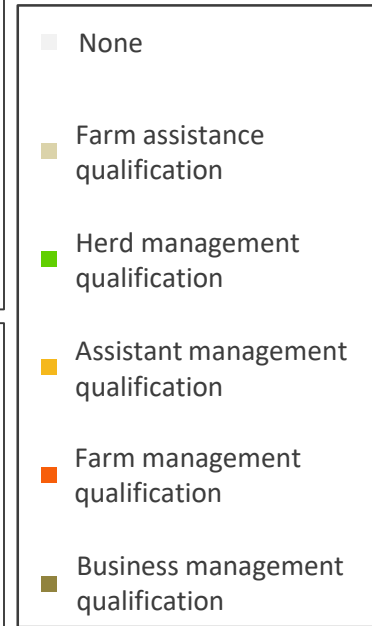 None
Farm assistance
qualification
Herd management
qualification
Assistant management
qualification
Farm management
qualification
Business management
qualification